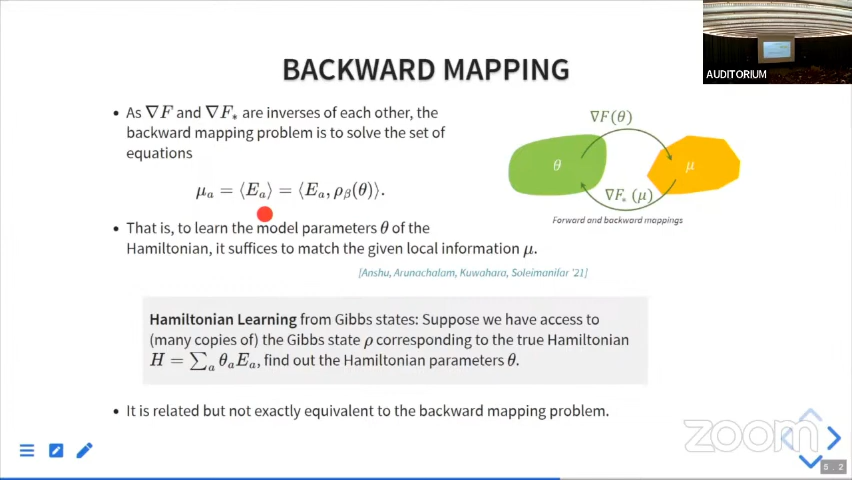 AUDITORIUM
BACKWARD MAPPING
• As ∇F and ∇F∗ are inverses of each other, the
backward mapping problem is to solve the set of
equations
μₐ = ⟨Eₐ⟩ = ⟨Eₐ, ρ_β(θ)⟩.
∇F(θ)
θ
μ
∇F∗(μ)
Forward and backward mappings
• That is, to learn the model parameters θ of the
Hamiltonian, it suffices to match the given local information μ.
[Anshu, Arunachalam, Kuwahara, Soleimanifar '21]
Hamiltonian Learning from Gibbs states: Suppose we have access to
(many copies of) the Gibbs state ρ corresponding to the true Hamiltonian
H = ∑ₐ θₐEₐ, find out the Hamiltonian parameters θ.
• It is related but not exactly equivalent to the backward mapping problem.
zoom
5.2